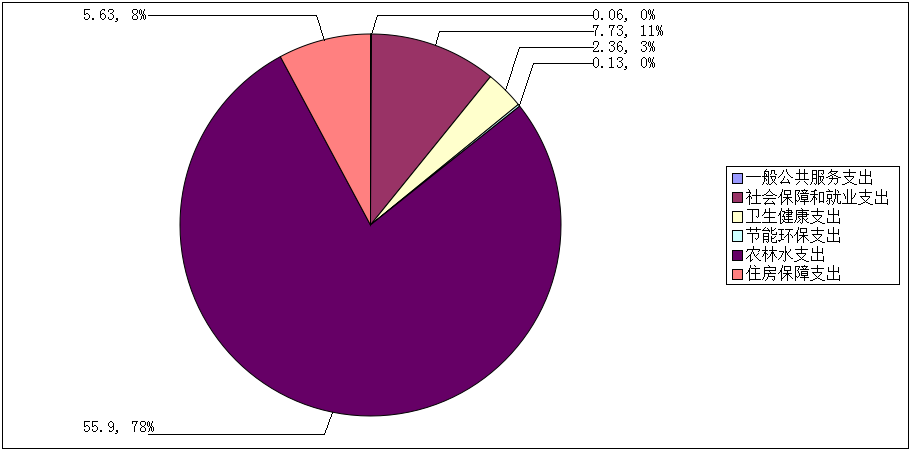 5.63, 8%
0.06, 0%
7.73, 11%
2.36, 3%
0.13, 0%
一般公共服务支出
社会保障和就业支出
卫生健康支出
节能环保支出
农林水支出
住房保障支出
55.9, 78%